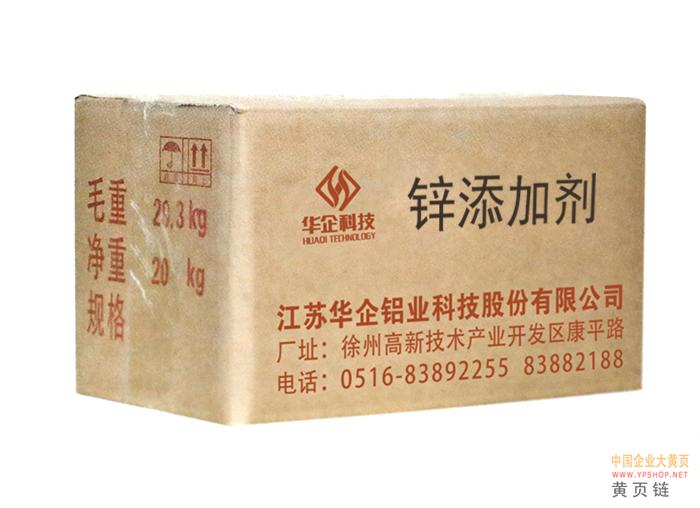 毛重 20.3 kg
净重 20 kg
规格
华企科技
HUAQI TECHNOLOGY
锌添加剂
江苏华企铝业科技股份有限公司
厂址：徐州高新技术产业开发区康平路
电话：0516-83892255 83882188
中国企业大黄页
WWW.YPSHOP.NET
黄页链